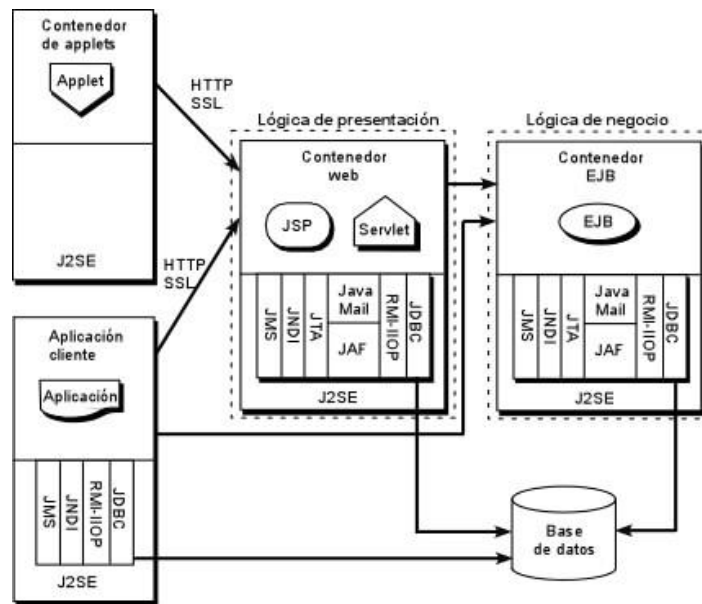 Contenedor
de applets
Applet
J2SE
HTTP
SSL
HTTP
SSL
Aplicación
cliente
Aplicación
JMS
JNDI
RMI-IIOP
JDBC
J2SE
Lógica de presentación
Contenedor
web
JSP
Servlet
JMS
JNDI
JTA
Java
Mail
JAF
RMI-IIOP
JDBC
J2SE
Lógica de negocio
Contenedor
EJB
EJB
JMS
JNDI
JTA
Java
Mail
JAF
RMI-IIOP
JDBC
J2SE
Base
de datos